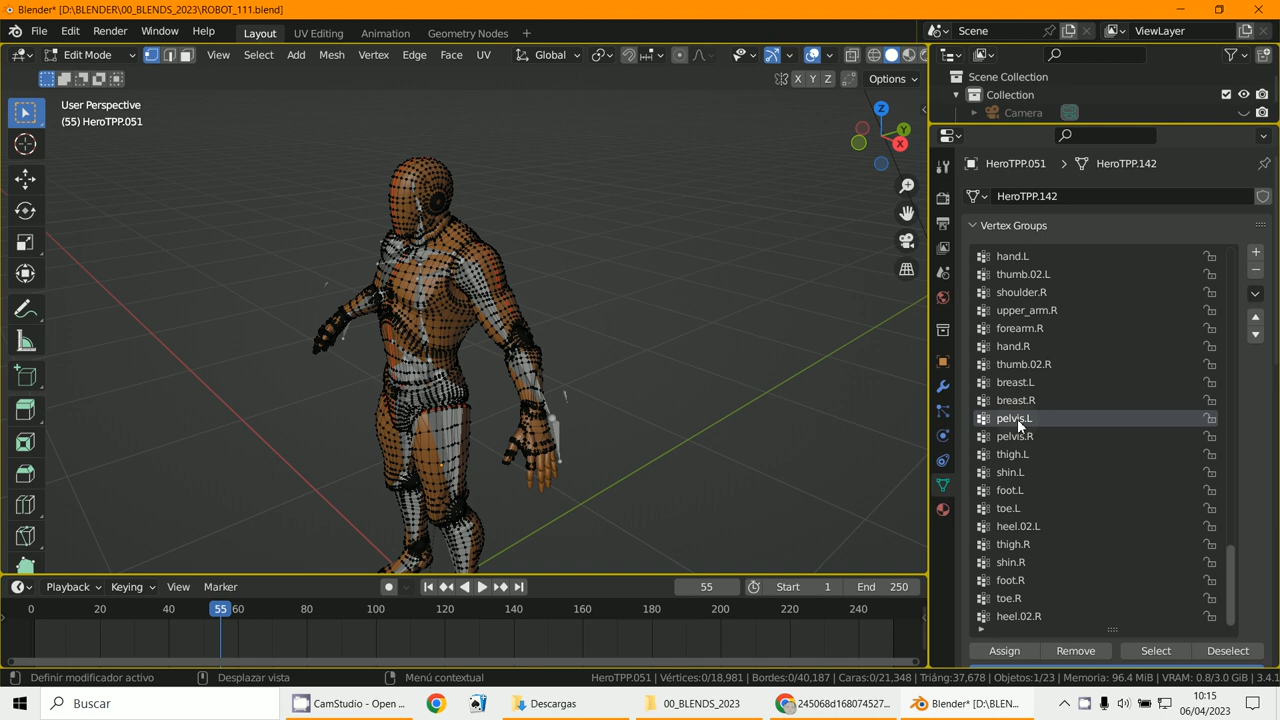 Blender* [D:\BLENDER\00_BLENDS_2023\ROBOT_111.blend]
File Edit Render Window Help Layout UV Editing Animation Geometry Nodes + Scene ViewLayer
Edit Mode View Select Add Mesh Vertex Edge Face UV Global
X Y Z Options
User Perspective
(55) HeroTPP.051
Z
Y
X
Scene Collection
Collection
Camera
HeroTPP.051 > HeroTPP.142
HeroTPP.142
Vertex Groups
hand.L
thumb.02.L
shoulder.R
upper_arm.R
forearm.R
hand.R
thumb.02.R
breast.L
breast.R
pelvis.L
pelvis.R
thigh.L
shin.L
foot.L
toe.L
heel.02.L
thigh.R
shin.R
foot.R
toe.R
heel.02.R
Assign Remove Select Deselect
Playback Keying View Marker 55 Start 1 End 250
0 20 40 55 60 80 100 120 140 160 180 200 220 240
Definir modificador activo Desplazar vista Menú contextual HeroTPP.051 | Vértices:0/18,981 | Bordes:0/40,187 | Caras:0/21,348 | Triáng:37,678 | Objetos:1/23 | Memoria: 96.4 MiB | VRAM: 0.8/3.0 GiB | 3.4.1
Buscar CamStudio - Open ... Descargas 00_BLENDS_2023 245068d168074527... Blender* [D:\BLEN... 10:15
06/04/2023